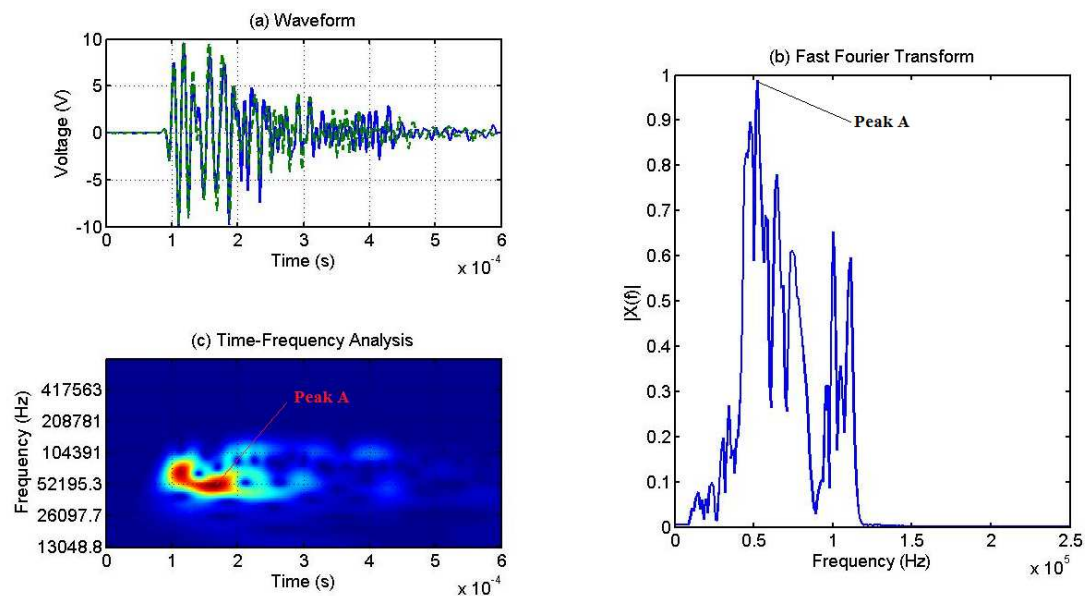 (a) Waveform
10
5
0
-5
-10
Voltage (V)
0 1 2 3 4 5 6
Time (s)
x 10^-4
(b) Fast Fourier Transform
1
0.9
0.8
0.7
0.6
0.5
0.4
0.3
0.2
0.1
0
|X(f)|
Peak A
0 0.5 1 1.5 2 2.5
Frequency (Hz)
x 10^5
(c) Time-Frequency Analysis
417563
208781
104391
52195.3
26097.7
13048.8
Frequency (Hz)
Peak A
0 1 2 3 4 5 6
Time (s)
x 10^-4